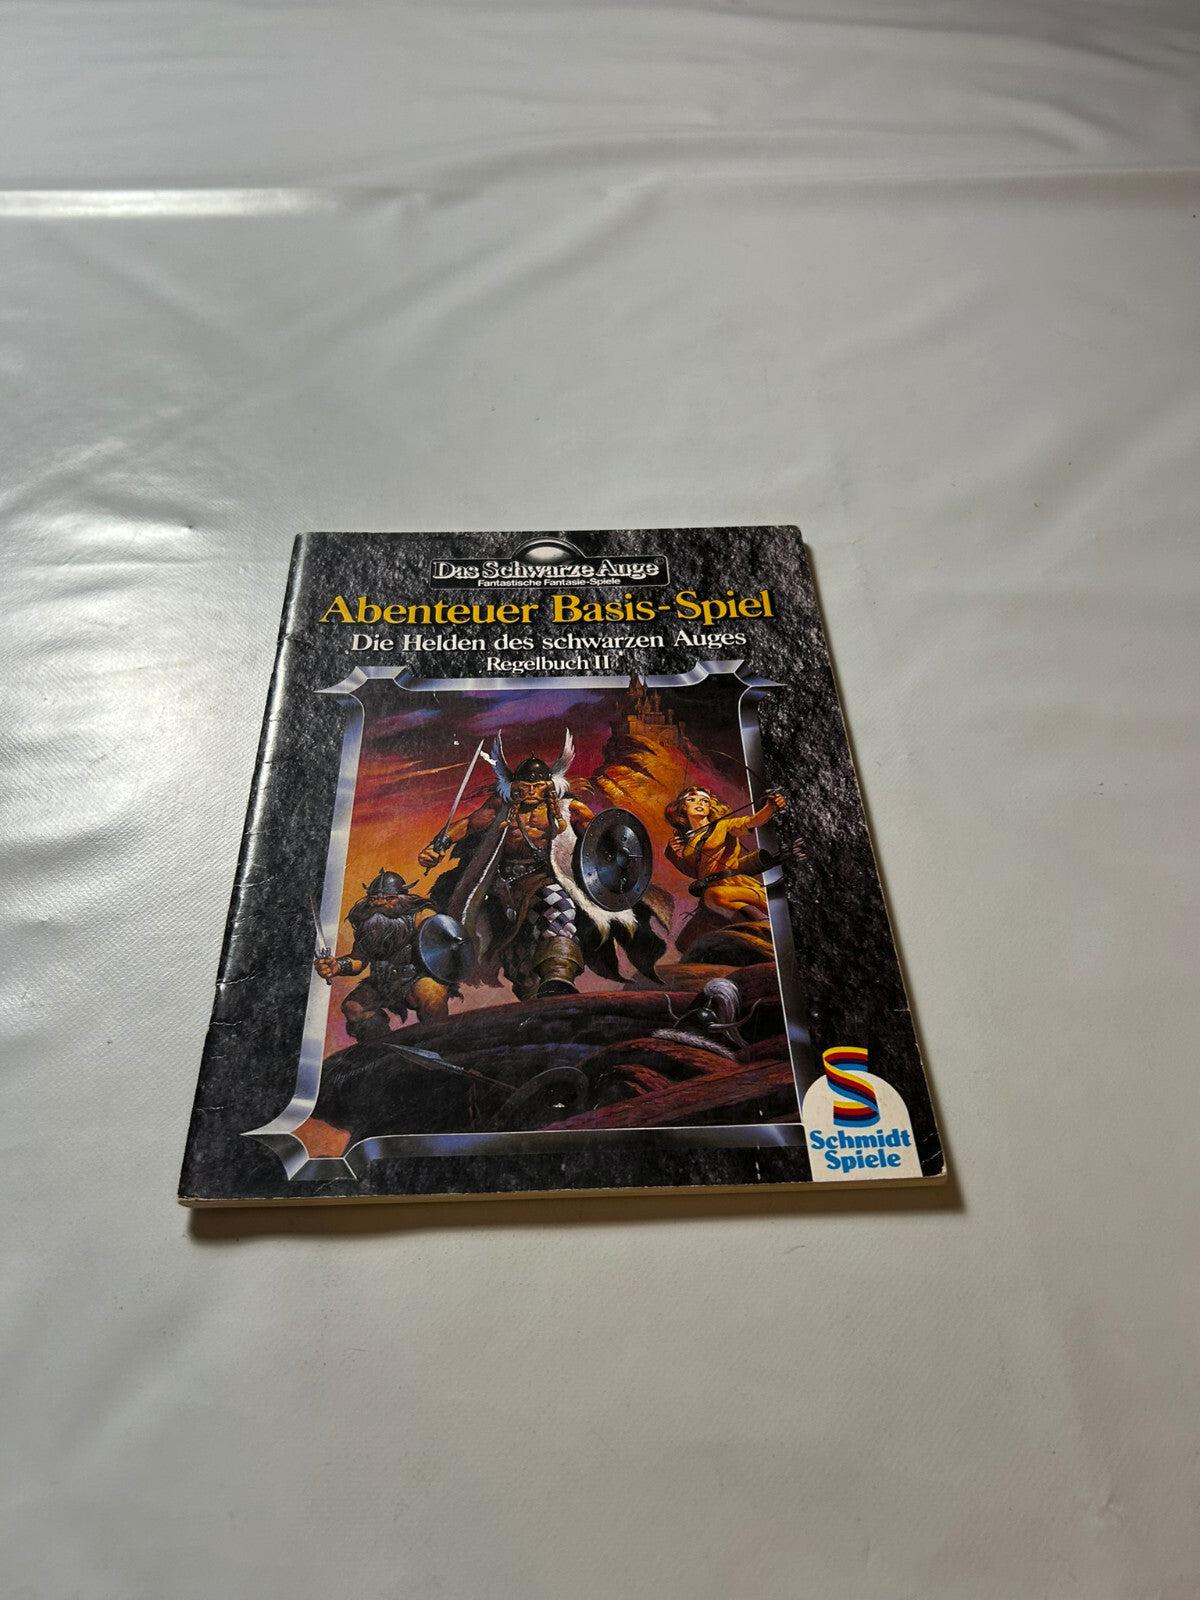 Das Schwarze Auge
Fantastische Fantasie-Spiele
Abenteuer Basis-Spiel
Die Helden des schwarzen Auges
Regelbuch II
Schmidt
Spiele